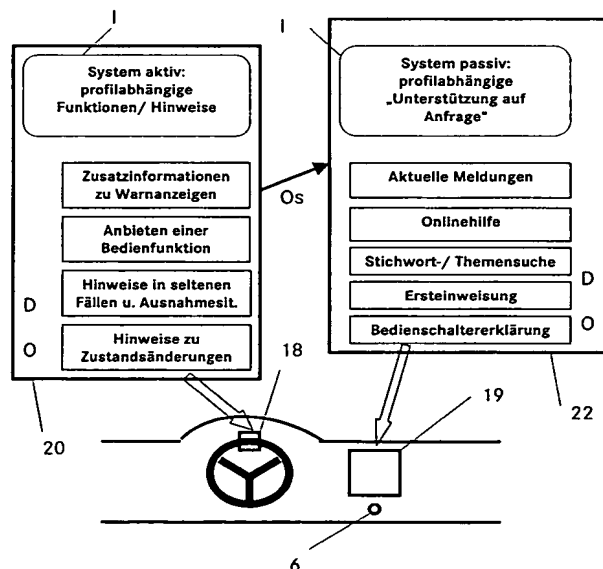 I
System aktiv:
profilabhängige
Funktionen/ Hinweise
Zusatzinformationen
zu Warnanzeigen
Anbieten einer
Bedienfunktion
Hinweise in seltenen
Fällen u. Ausnahmesit.
Hinweise zu
Zustandsänderungen
D
O
20
Os
I
System passiv:
profilabhängige
„Unterstützung auf
Anfrage"
Aktuelle Meldungen
Onlinehilfe
Stichwort-/ Themensuche
Ersteinweisung
Bedienschaltererklärung
D
O
22
18
19
6